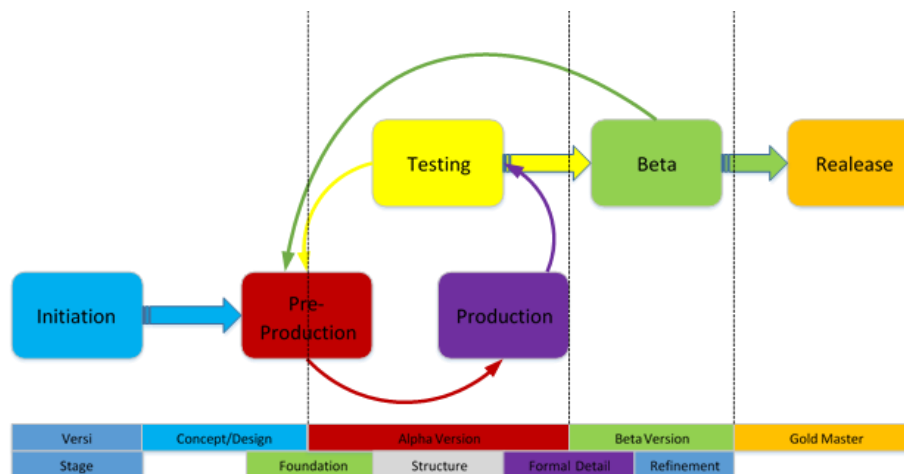 Testing
Beta
Realease
Initiation
Pre-
Production
Production
Versi
Concept/Design
Alpha Version
Beta Version
Gold Master
Stage
Foundation
Structure
Formal Detail
Refinement